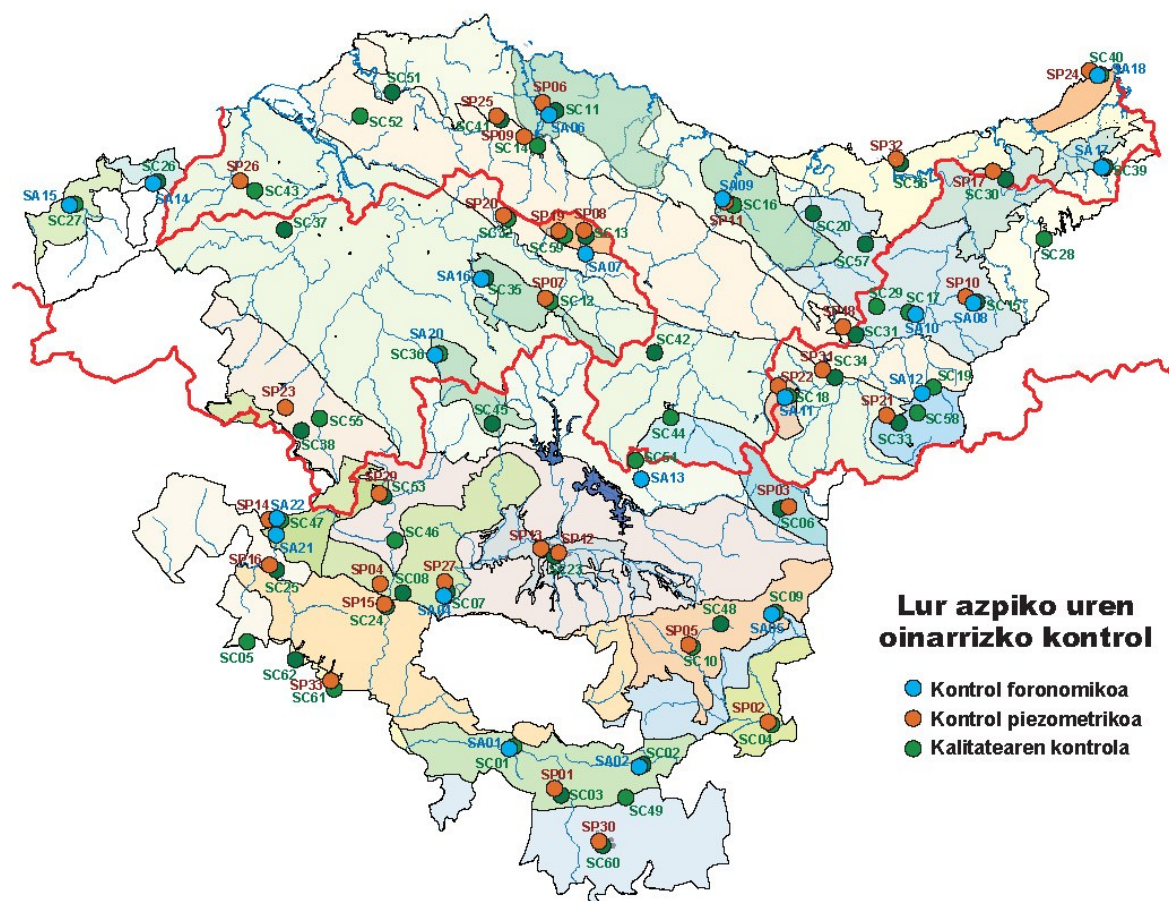 SC40
SP24
SA18
SC51
SP06
SP25
SC11
SC52
SC41
SA06
SP09
SC14
SP32
SA17
SC26
SC56
SC39
SP26
SP17
SA15
SA14
SC43
SC30
SA09
SC27
SP11
SC16
SP20
SP19
SP08
SC20
SC37
SC32
SC59
SC13
SC28
SA07
SC57
SA16
SC35
SP07
SC12
SC29
SC17
SP10
SC15
SA08
SA10
SP18
SC31
SA20
SC36
SC42
SP31
SC34
SP22
SA12
SC19
SC18
SA11
SP23
SC55
SC45
SC44
SP21
SC58
SC38
SC33
SC54
SA13
SP29
SC53
SP03
SC06
SP14
SA22
SC47
SA21
SC46
SP13
SP12
SC23
SP16
SC25
SP04
SC08
SP27
SC07
SA04
SP15
SC24
SC09
SC48
SA05
SP05
SC10
SC05
SC62
SP33
SC61
SP02
SC04
SA01
SC01
SA02
SC02
SP01
SC03
SC49
SP30
SC60
Lur azpiko uren
oinarrizko kontrol
Kontrol foronomikoa
Kontrol piezometrikoa
Kalitatearen kontrola